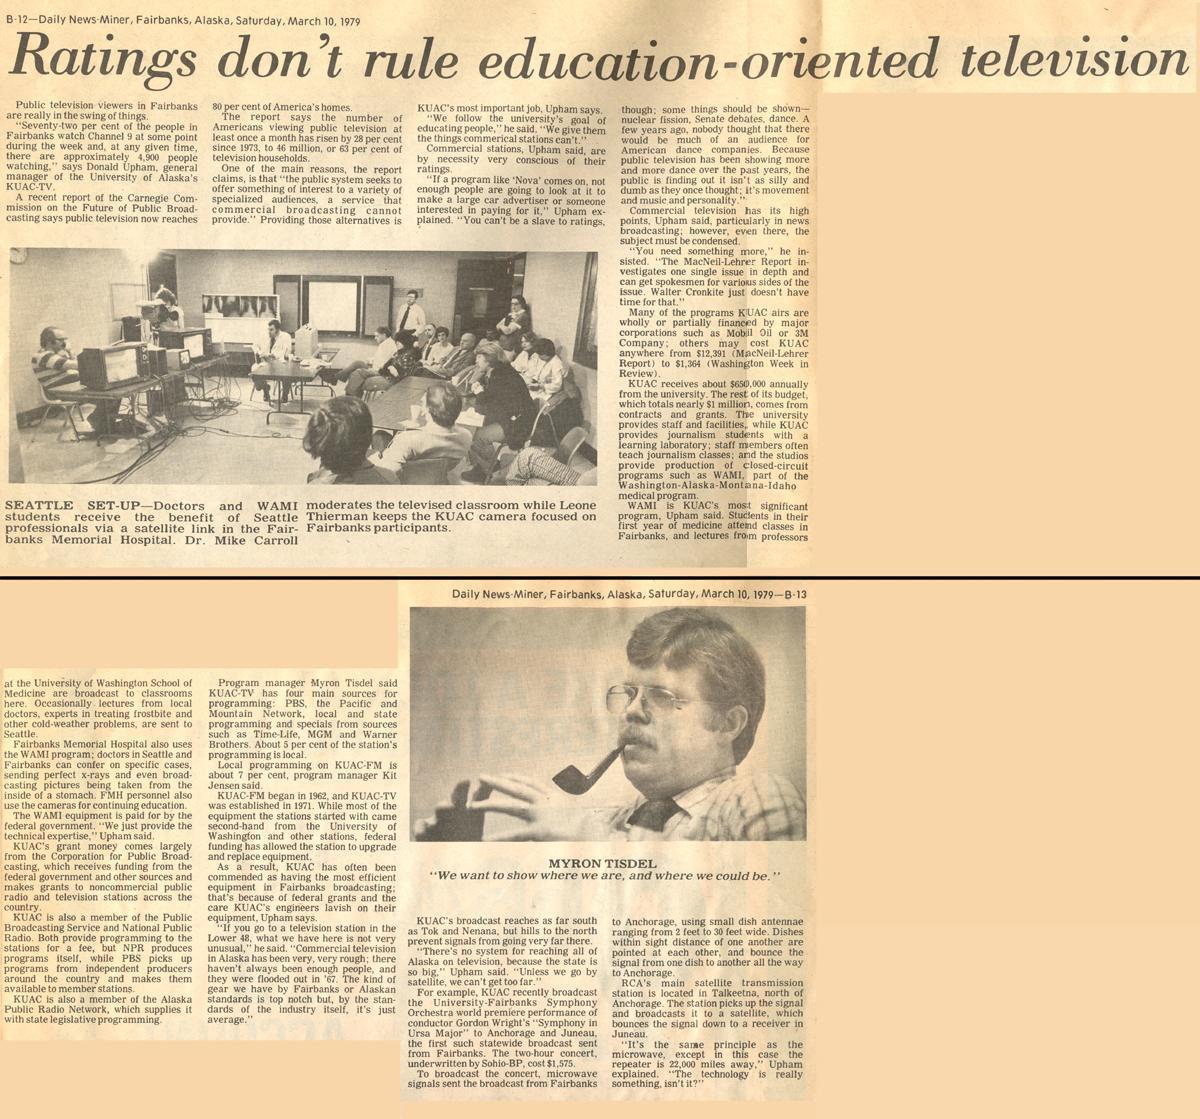 B-12—Daily News-Miner, Fairbanks, Alaska, Saturday, March 10, 1979
Ratings don't rule education-oriented television
Public television viewers in Fairbanks
are really in the swing of things.
"Seventy-two per cent of the people in
Fairbanks watch Channel 9 at some point
during the week and, at any given time,
there are approximately 4,900 people
watching," says Donald Upham, general
manager of the University of Alaska's
KUAC-TV.
A recent report of the Carnegie Com-
mission on the Future of Public Broad-
casting says public television now reaches
80 per cent of America's homes.
The report says the number of
Americans viewing public television at
least once a month has risen by 28 per cent
since 1973, to 46 million, or 63 per cent of
television households.
One of the main reasons, the report
claims, is that "the public system seeks to
offer something of interest to a variety of
specialized audiences, a service that
commercial broadcasting cannot
provide." Providing those alternatives is
KUAC's most important job, Upham says.
"We follow the university's goal of
educating people," he said. "We give them
the things commerical stations can't."
Commercial stations, Upham said, are
by necessity very conscious of their
ratings.
"If a program like 'Nova' comes on, not
enough people are going to look at it to
make a large car advertiser or someone
interested in paying for it," Upham ex-
plained. "You can't be a slave to ratings,
though; some things should be shown—
nuclear fission, Senate debates, dance. A
few years ago, nobody thought that there
would be much of an audience for
American dance companies. Because
public television has been showing more
and more dance over the past years, the
public is finding out it isn't as silly and
dumb as they once thought; it's movement
and music and personality."
Commercial television has its high
points, Upham said, particularly in news
broadcasting; however, even there, the
subject must be condensed.
"You need something more," he in-
sisted. "The MacNeil-Lehrer Report in-
vestigates one single issue in depth and
can get spokesmen for various sides of the
issue. Walter Cronkite just doesn't have
time for that."
Many of the programs KUAC airs are
wholly or partially financed by major
corporations such as Mobil Oil or 3M
Company; others may cost KUAC
anywhere from $12,391 (MacNeil-Lehrer
Report) to $1,364 (Washington Week in
Review).
KUAC receives about $650,000 annually
from the university. The rest of its budget,
which totals nearly $1 million, comes from
contracts and grants. The university
provides staff and facilities, while KUAC
provides journalism students with a
learning laboratory; staff members often
teach journalism classes; and the studios
provide production of closed-circuit
programs such as WAMI, part of the
Washington-Alaska-Montana-Idaho
medical program.
WAMI is KUAC's most significant
program, Upham said. Students in their
first year of medicine attend classes in
Fairbanks, and lectures from professors
SEATTLE SET-UP—Doctors and WAMI
students receive the benefit of Seattle
professionals via a satellite link in the Fair-
banks Memorial Hospital. Dr. Mike Carroll
moderates the televised classroom while Leone
Thierman keeps the KUAC camera focused on
Fairbanks participants.
Daily News-Miner, Fairbanks, Alaska, Saturday, March 10, 1979—B-13
at the University of Washington School of
Medicine are broadcast to classrooms
here. Occasionally lectures from local
doctors, experts in treating frostbite and
other cold-weather problems, are sent to
Seattle.
Fairbanks Memorial Hospital also uses
the WAMI program; doctors in Seattle and
Fairbanks can confer on specific cases,
sending perfect x-rays and even broad-
casting pictures being taken from the
inside of a stomach. FMH personnel also
use the cameras for continuing education.
The WAMI equipment is paid for by the
federal government. "We just provide the
technical expertise," Upham said.
KUAC's grant money comes largely
from the Corporation for Public Broad-
casting, which receives funding from the
federal government and other sources and
makes grants to noncommercial public
radio and television stations across the
country.
KUAC is also a member of the Public
Broadcasting Service and National Public
Radio. Both provide programming to the
stations for a fee, but NPR produces
programs itself, while PBS picks up
programs from independent producers
around the country and makes them
available to member stations.
KUAC is also a member of the Alaska
Public Radio Network, which supplies it
with state legislative programming.
Program manager Myron Tisdel said
KUAC-TV has four main sources for
programming: PBS, the Pacific and
Mountain Network, local and state
programming and specials from sources
such as Time-Life, MGM and Warner
Brothers. About 5 per cent of the station's
programming is local.
Local programming on KUAC-FM is
about 7 per cent, program manager Kit
Jensen said.
KUAC-FM began in 1962, and KUAC-TV
was established in 1971. While most of the
equipment the stations started with came
second-hand from the University of
Washington and other stations, federal
funding has allowed the station to upgrade
and replace equipment.
As a result, KUAC has often been
commended as having the most efficient
equipment in Fairbanks broadcasting;
that's because of federal grants and the
care KUAC's engineers lavish on their
equipment, Upham says.
"If you go to a television station in the
Lower 48, what we have here is not very
unusual," he said. "Commercial television
in Alaska has been very, very rough; there
haven't always been enough people, and
they were flooded out in '67. The kind of
gear we have by Fairbanks or Alaskan
standards is top notch but, by the stan-
dards of the industry itself, it's just
average."
MYRON TISDEL
"We want to show where we are, and where we could be."
KUAC's broadcast reaches as far south
as Tok and Nenana, but hills to the north
prevent signals from going very far there.
"There's no system for reaching all of
Alaska on television, because the state is
so big," Upham said. "Unless we go by
satellite, we can't get too far."
For example, KUAC recently broadcast
the University-Fairbanks Symphony
Orchestra world premiere performance of
conductor Gordon Wright's "Symphony in
Ursa Major" to Anchorage and Juneau,
the first such statewide broadcast sent
from Fairbanks. The two-hour concert,
underwritten by Sohio-BP, cost $1,575.
To broadcast the concert, microwave
signals sent the broadcast from Fairbanks
to Anchorage, using small dish antennae
ranging from 2 feet to 30 feet wide. Dishes
within sight distance of one another are
pointed at each other, and bounce the
signal from one dish to another all the way
to Anchorage.
RCA's main satellite transmission
station is located in Talkeetna, north of
Anchorage. The station picks up the signal
and broadcasts it to a satellite, which
bounces the signal down to a receiver in
Juneau.
"It's the same principle as the
microwave, except in this case the
repeater is 22,000 miles away," Upham
explained. "The technology is really
something, isn't it?"